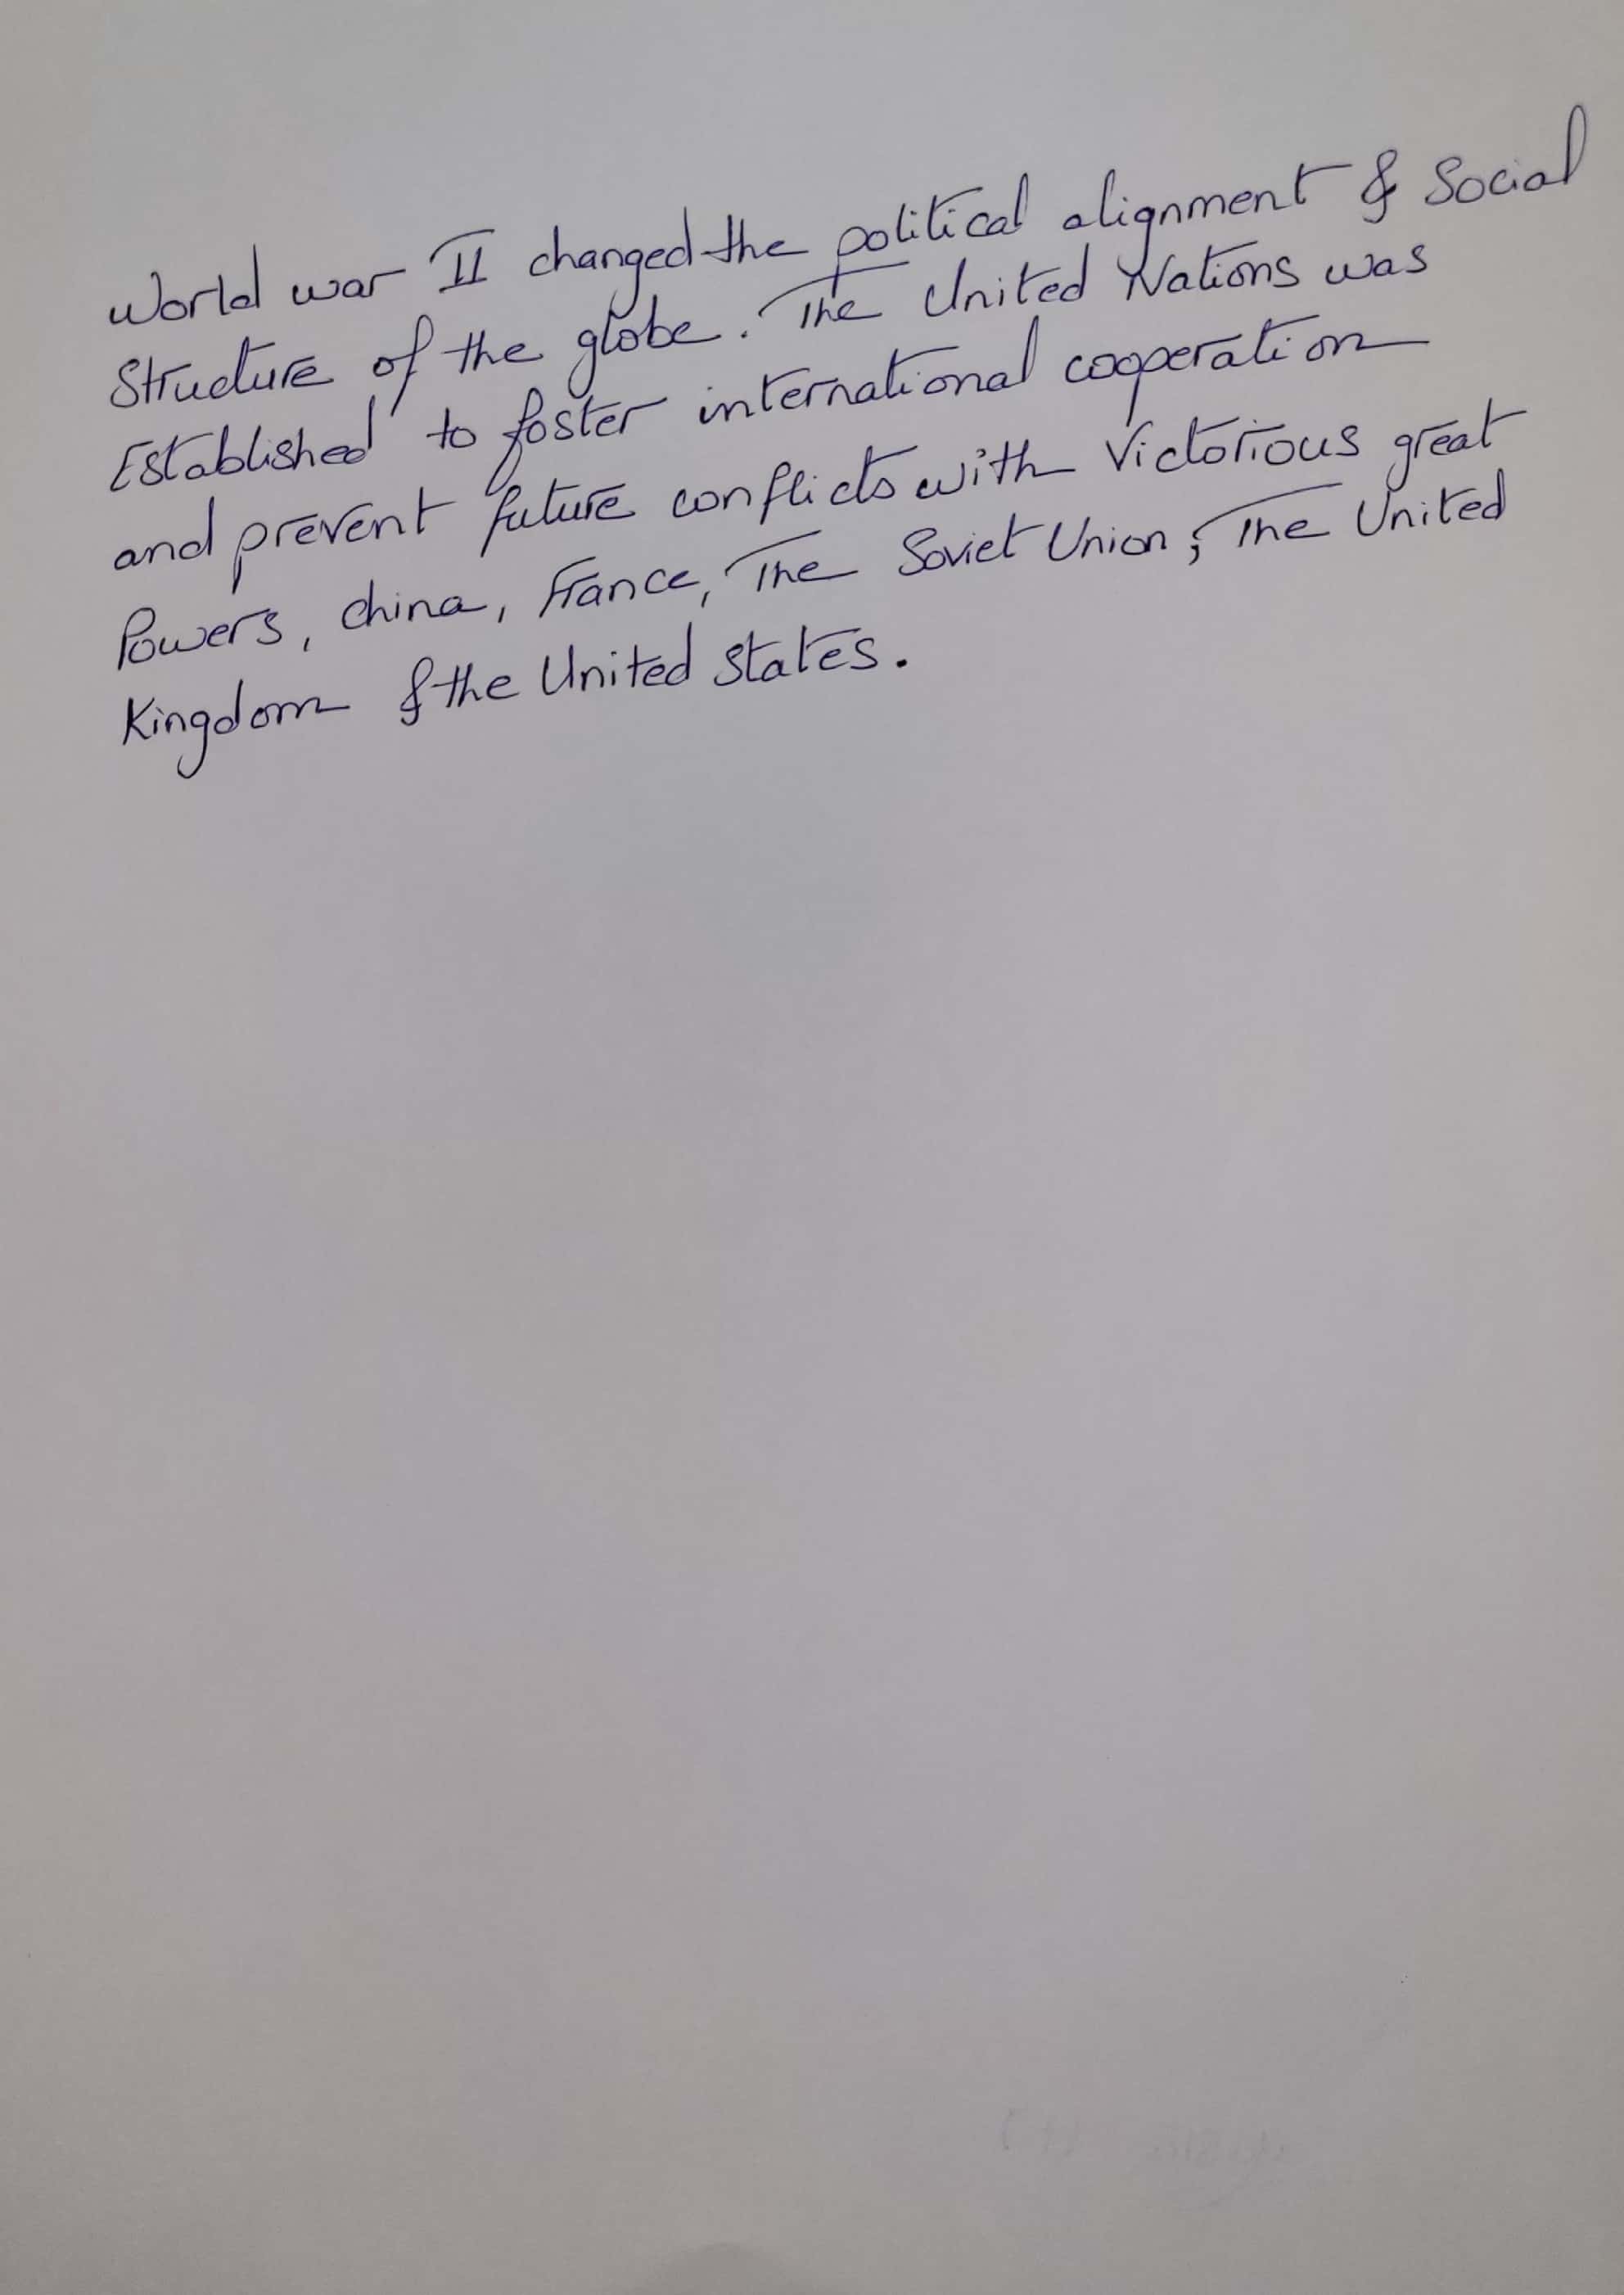 World war II changed the political alignment & Social
Structure of the globe. The United Nations was
Established to foster international cooperation
and prevent future conflicts with Victorious great
Powers, China, France, The Soviet Union, The United
Kingdom & the United States.